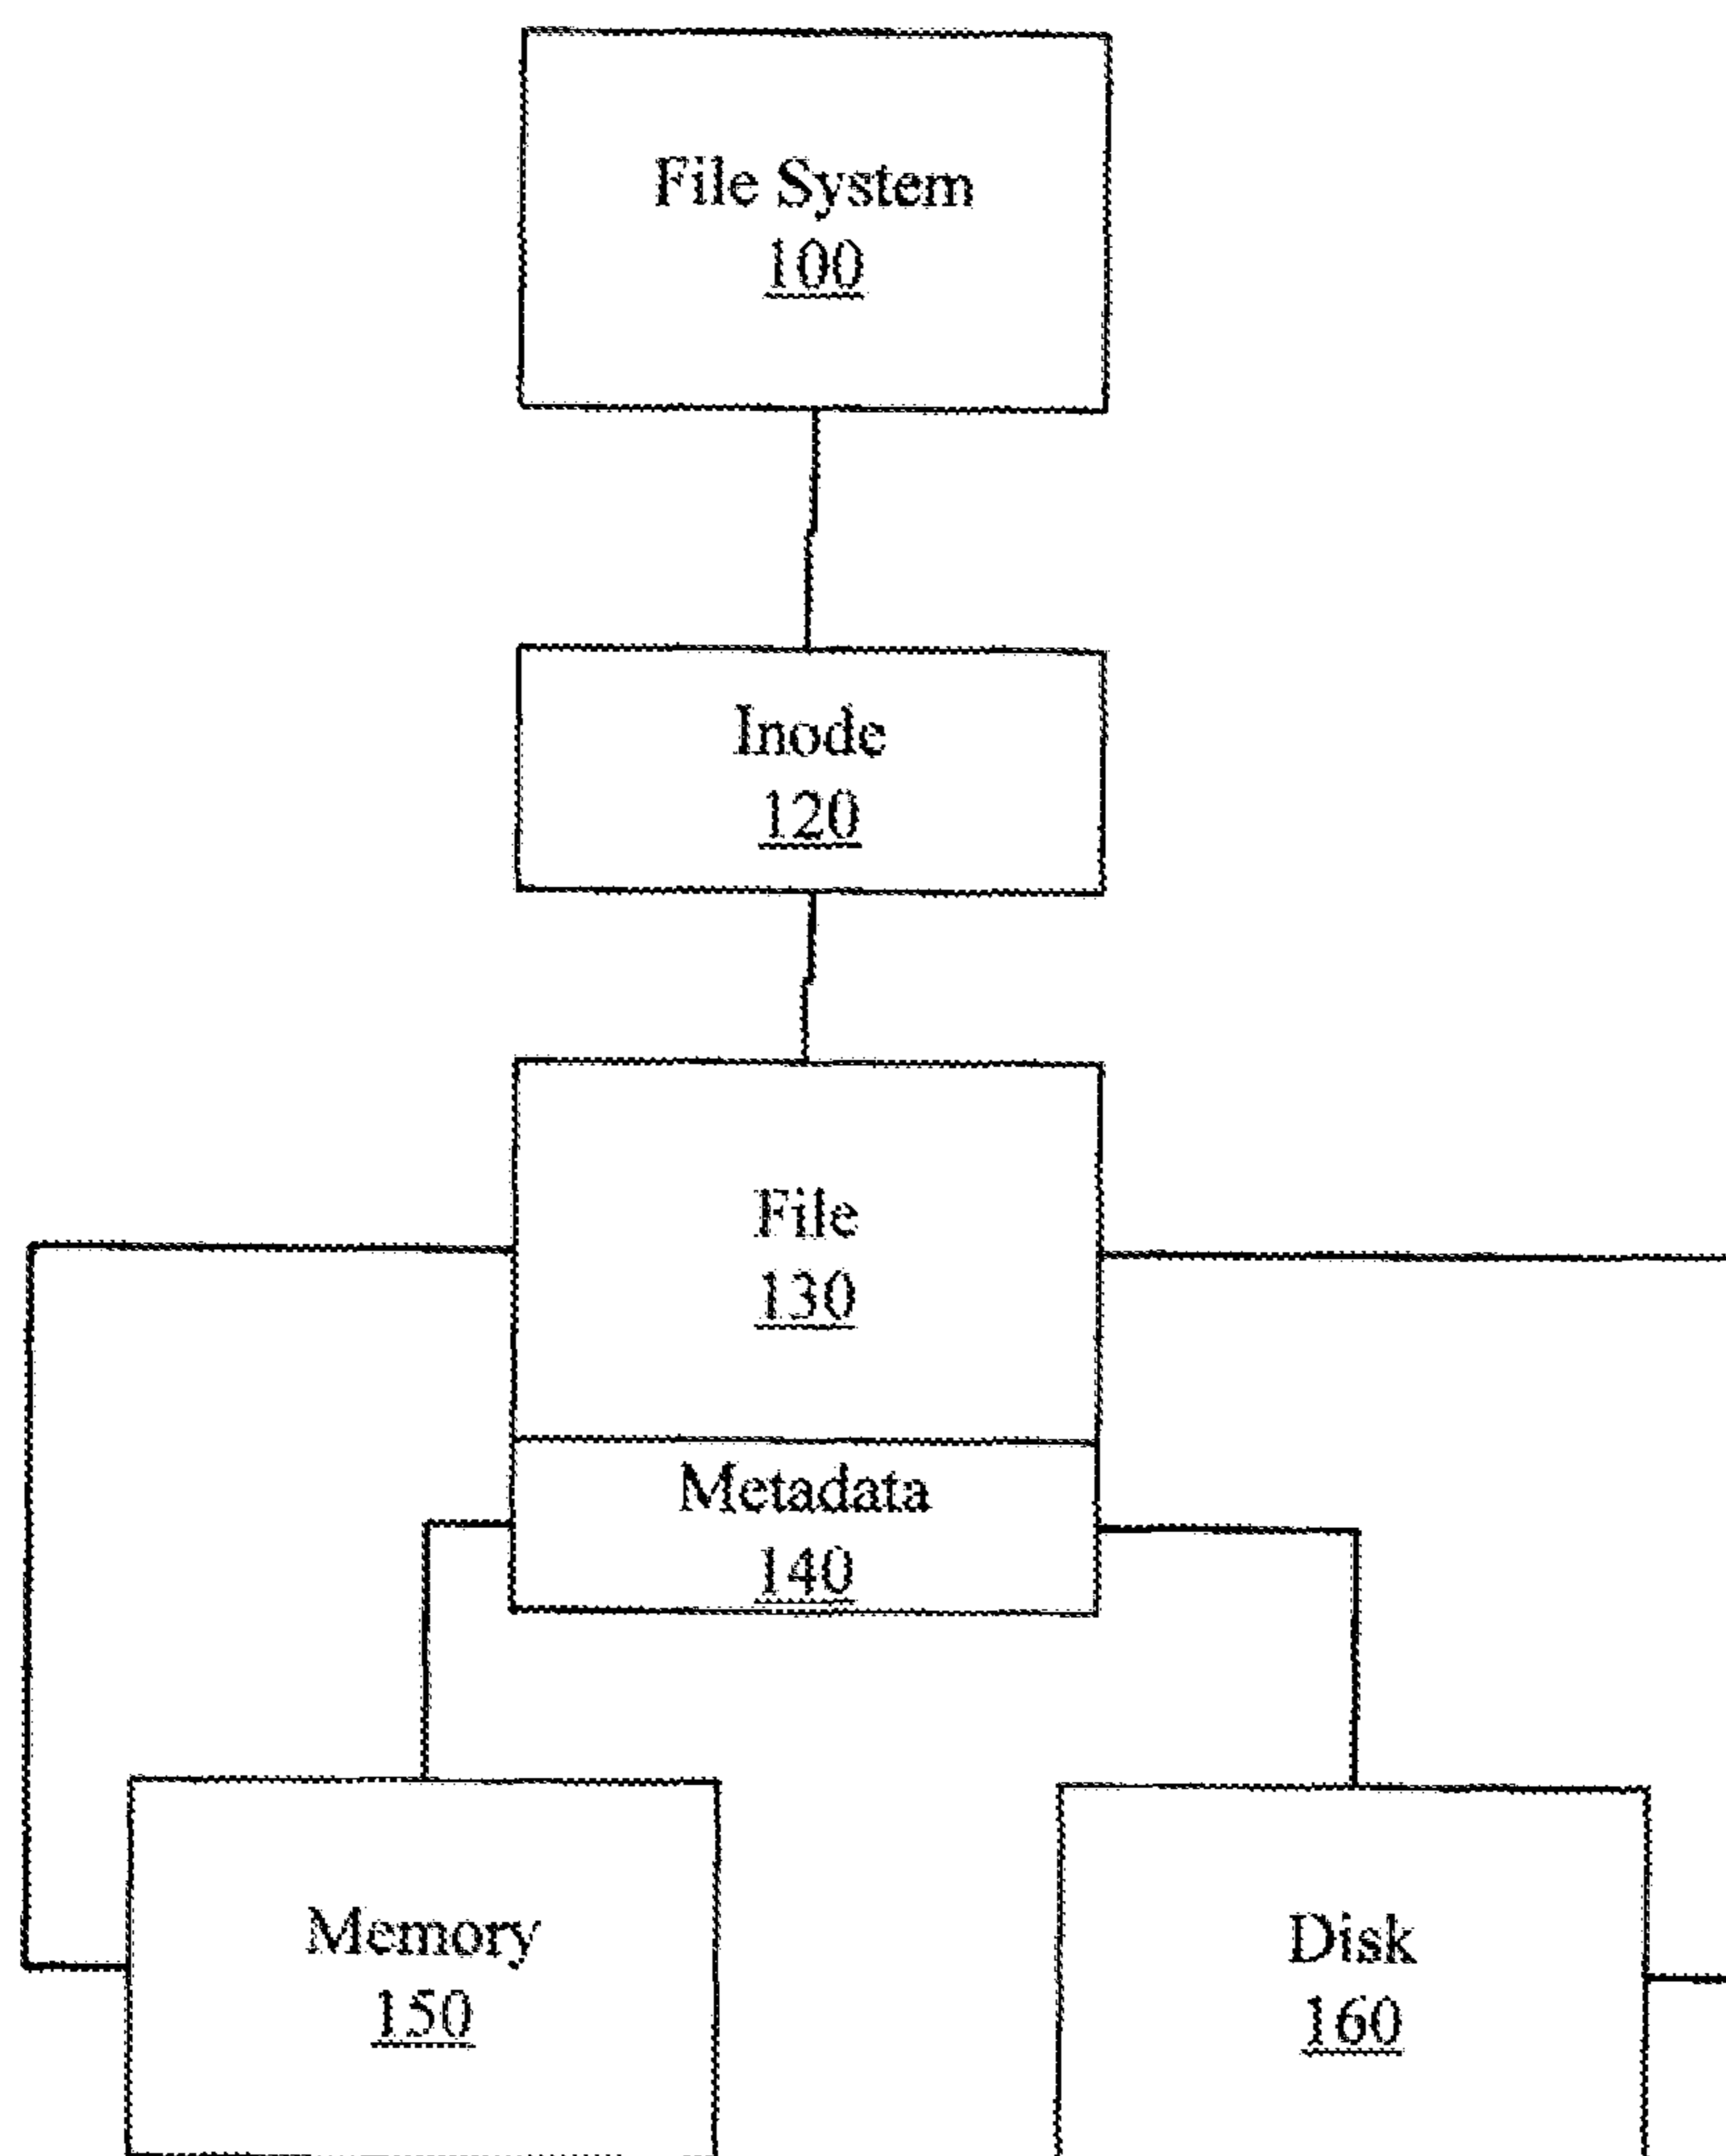 File System
100
Inode
120
File
130
Metadata
140
Memory
150
Disk
160